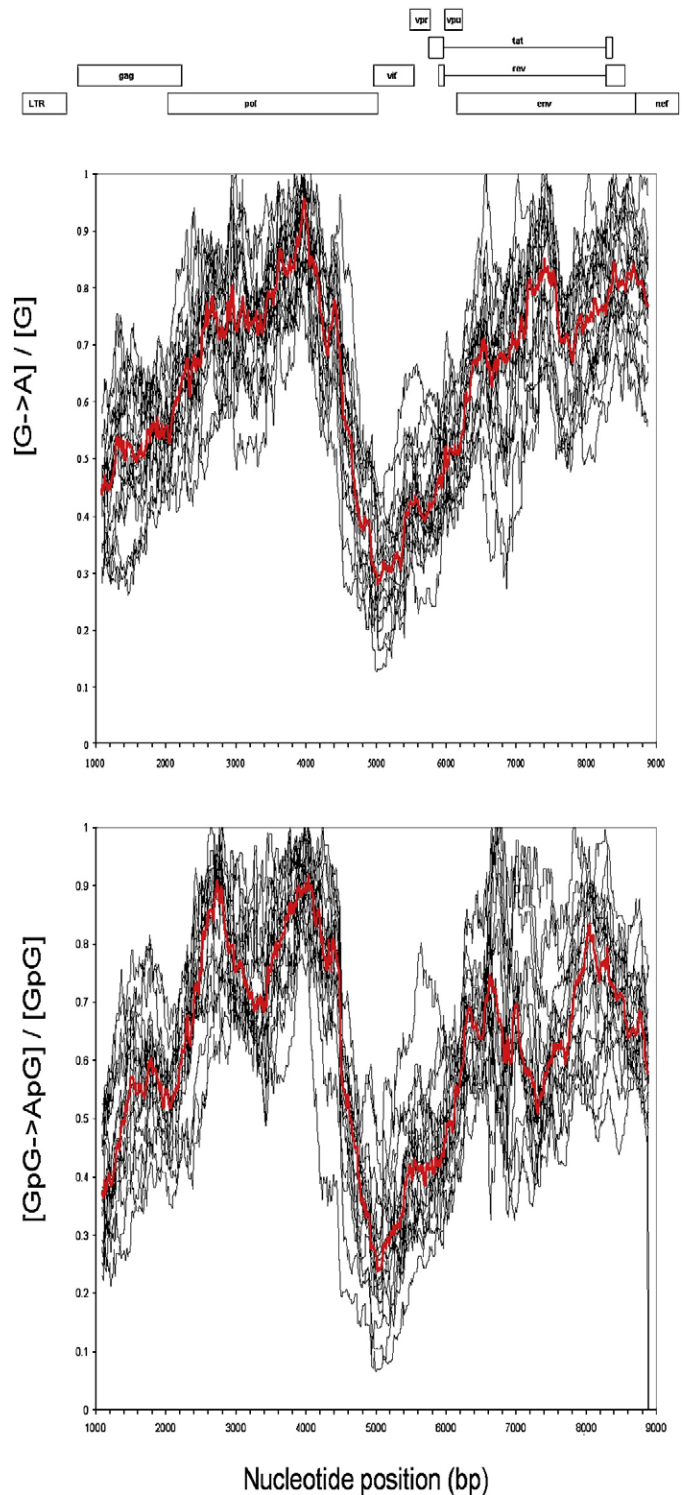 vpr vpu
tat
gag vif rev
LTR pol env nef
[G->A] / [G]
1
0.9
0.8
0.7
0.6
0.5
0.4
0.3
0.2
0.1
0
1000 2000 3000 4000 5000 6000 7000 8000 9000
[GpG->ApG] / [GpG]
1
0.9
0.8
0.7
0.6
0.5
0.4
0.3
0.2
0.1
0
1000 2000 3000 4000 5000 6000 7000 8000 9000
Nucleotide position (bp)